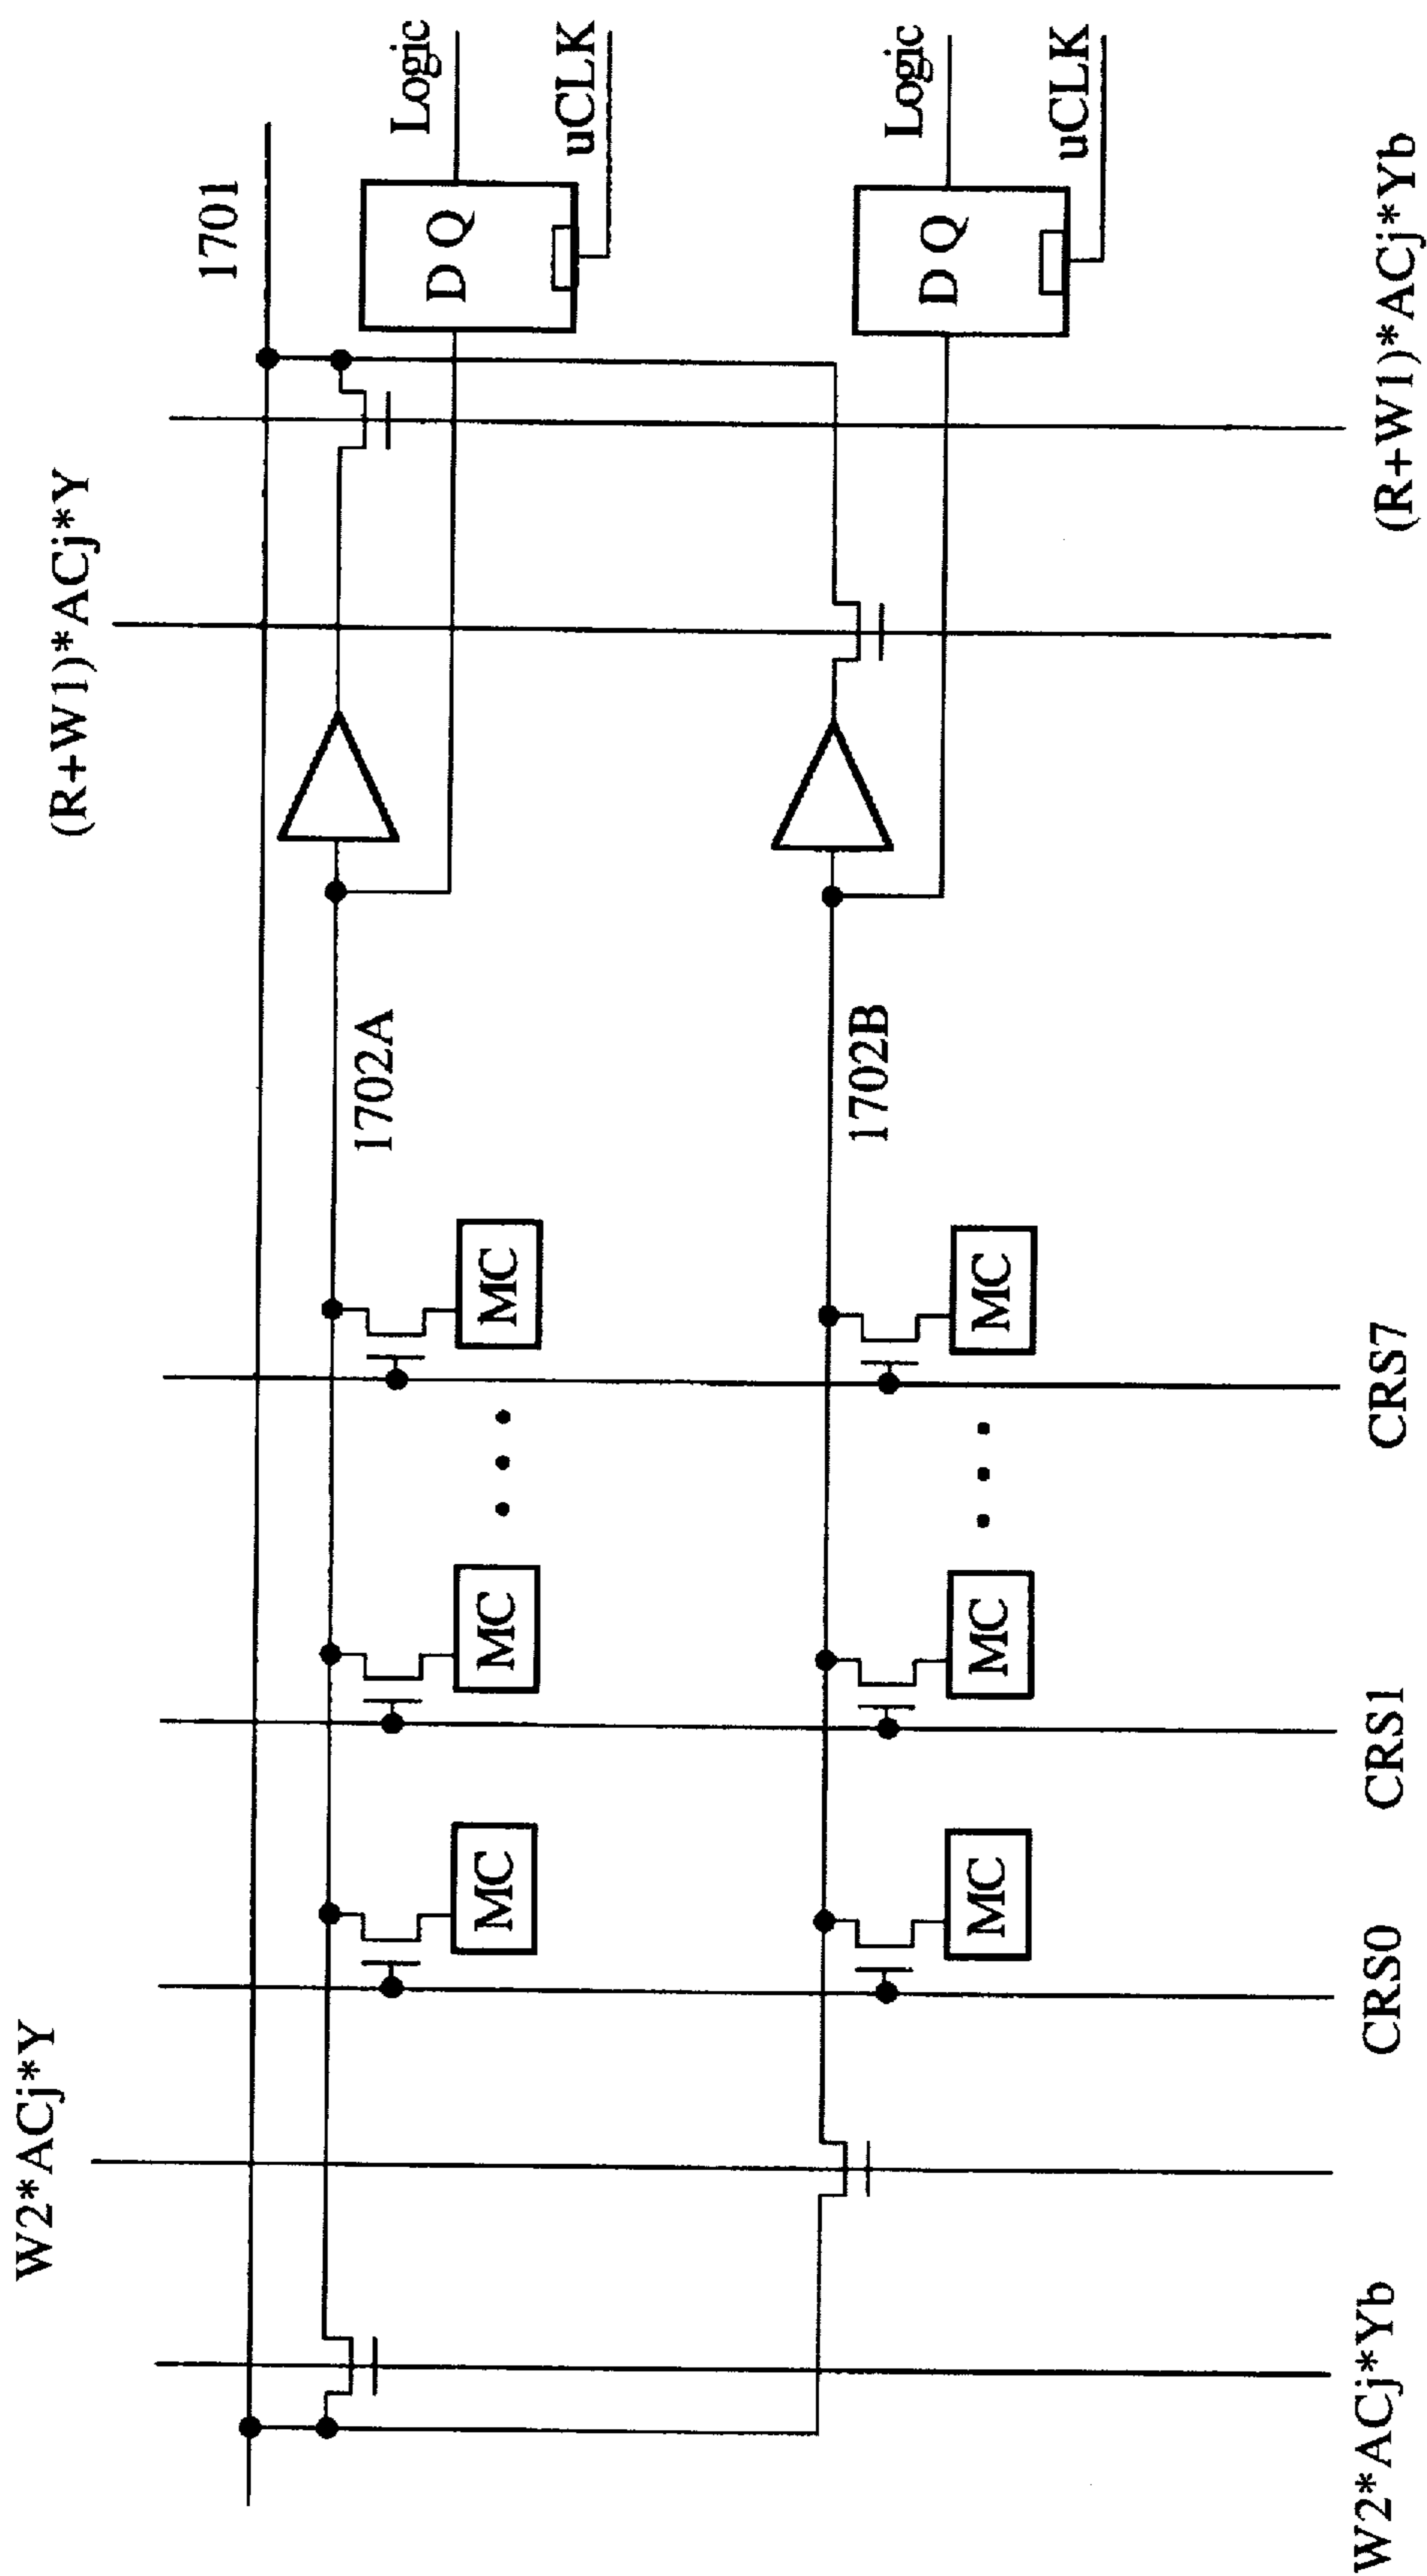 W2*ACj*Y
(R+W1)*ACj*Y
1701
Logic
D Q
uCLK
1702A
MC
MC
MC
Logic
D Q
uCLK
1702B
MC
MC
MC
W2*ACj*Yb
CRS0
CRS1
CRS7
(R+W1)*ACj*Yb